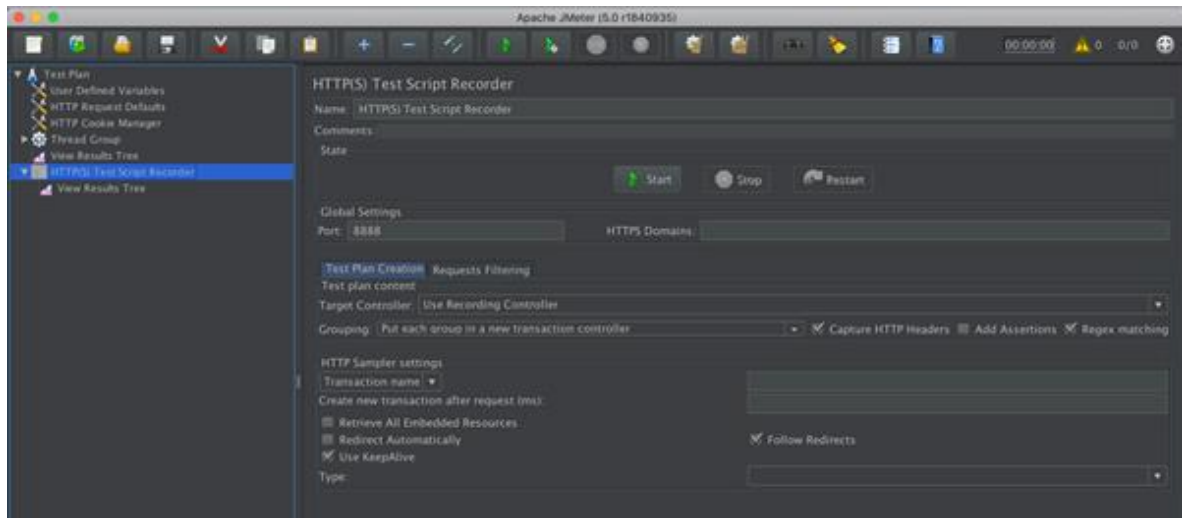 Apache JMeter (5.0 r1840935)
00:00:00 0 0/0
Test Plan
User Defined Variables
HTTP Request Defaults
HTTP Cookie Manager
Thread Group
View Results Tree
HTTP(S) Test Script Recorder
View Results Tree
HTTP(S) Test Script Recorder
Name: HTTP(S) Test Script Recorder
Comments:
State
Start Stop Restart
Global Settings
Port: 8888 HTTPS Domains:
Test Plan Creation Requests Filtering
Test plan content
Target Controller: Use Recording Controller
Grouping: Put each group in a new transaction controller Capture HTTP Headers Add Assertions Regex matching
HTTP Sampler settings
Transaction name
Create new transaction after request (ms):
Retrieve All Embedded Resources
Redirect Automatically Follow Redirects
Use KeepAlive
Type: